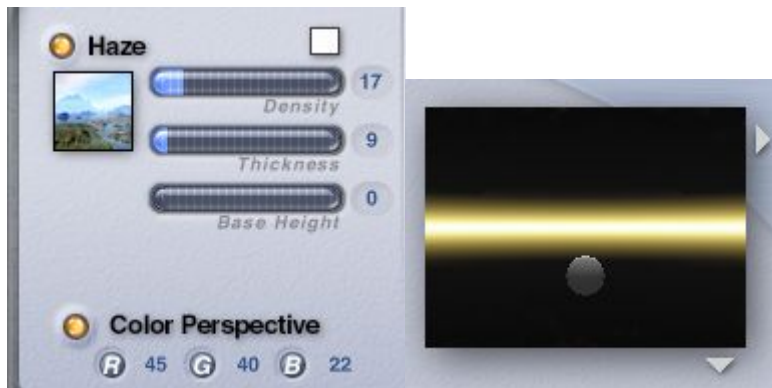 Haze
17
Density
9
Thickness
0
Base Height
Color Perspective
R 45 G 40 B 22